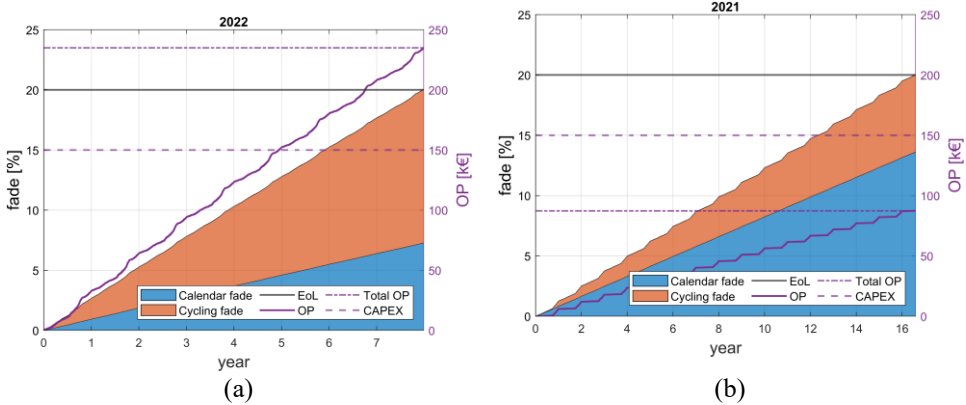 2022
25
20
15
10
5
0
fade [%]
0 1 2 3 4 5 6 7
year
250
200
150
100
50
0
OP [k€]
Calendar fade EoL Total OP
Cycling fade OP CAPEX
(a)
2021
25
20
15
10
5
0
fade [%]
0 2 4 6 8 10 12 14 16
year
250
200
150
100
50
0
OP [k€]
Calendar fade EoL Total OP
Cycling fade OP CAPEX
(b)